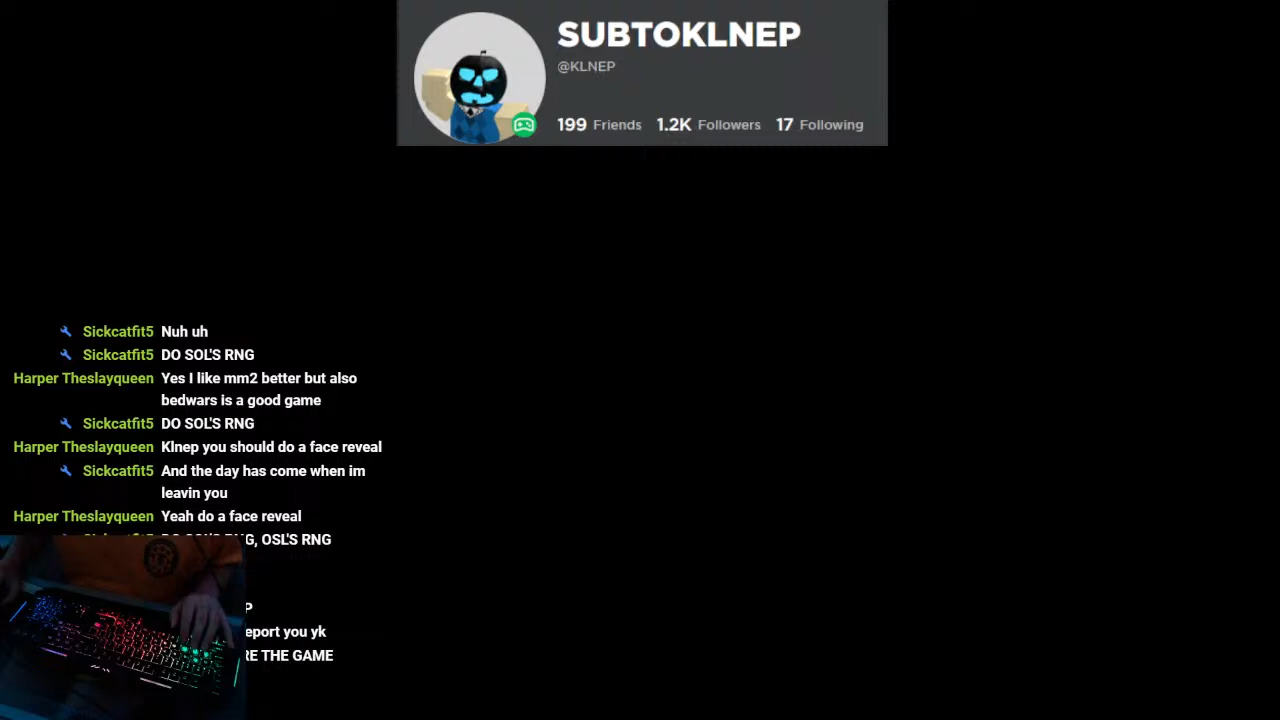 SUBTOKLNEP
@KLNEP
199 Friends 1.2K Followers 17 Following
Sickcatfit5 Nuh uh
Sickcatfit5 DO SOL'S RNG
Harper Theslayqueen Yes I like mm2 better but also
bedwars is a good game
Sickcatfit5 DO SOL'S RNG
Harper Theslayqueen Klnep you should do a face reveal
Sickcatfit5 And the day has come when im
leavin you
Harper Theslayqueen Yeah do a face reveal
OSL'S RNG
P
eport you yk
RE THE GAME